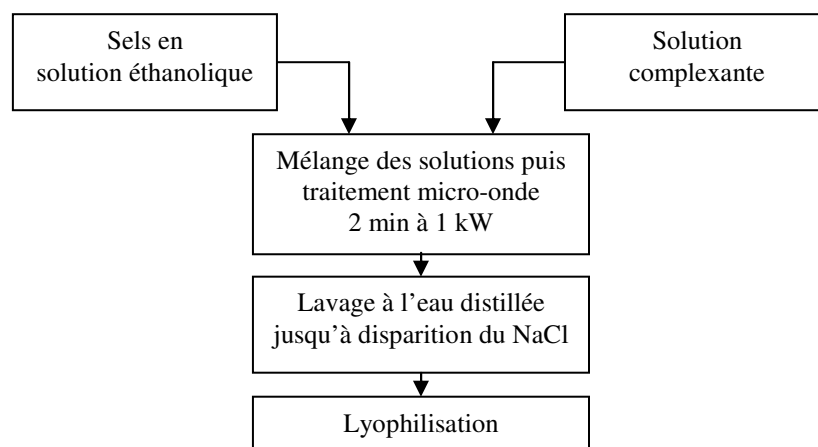 Sels en
solution éthanolique
Solution
complexante
Mélange des solutions puis
traitement micro-onde
2 min à 1 kW
Lavage à l’eau distillée
jusqu’à disparition du NaCl
Lyophilisation